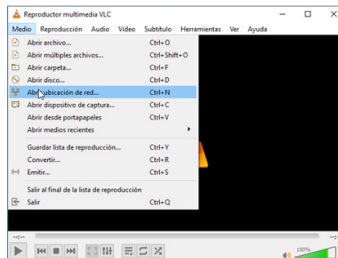 Reproductor multimedia VLC
Medio Reproducción Audio Vídeo Subtítulo Herramientas Ver Ayuda
Abrir archivo... Ctrl+O
Abrir múltiples archivos... Ctrl+Shift+O
Abrir carpeta... Ctrl+F
Abrir disco... Ctrl+D
Abrir ubicación de red... Ctrl+N
Abrir dispositivo de captura... Ctrl+C
Abrir desde portapapeles Ctrl+V
Abrir medios recientes
Guardar lista de reproducción... Ctrl+Y
Convertir... Ctrl+R
Emitir... Ctrl+S
Salir al final de la lista de reproducción
Salir Ctrl+Q
--:-- --:--
100%